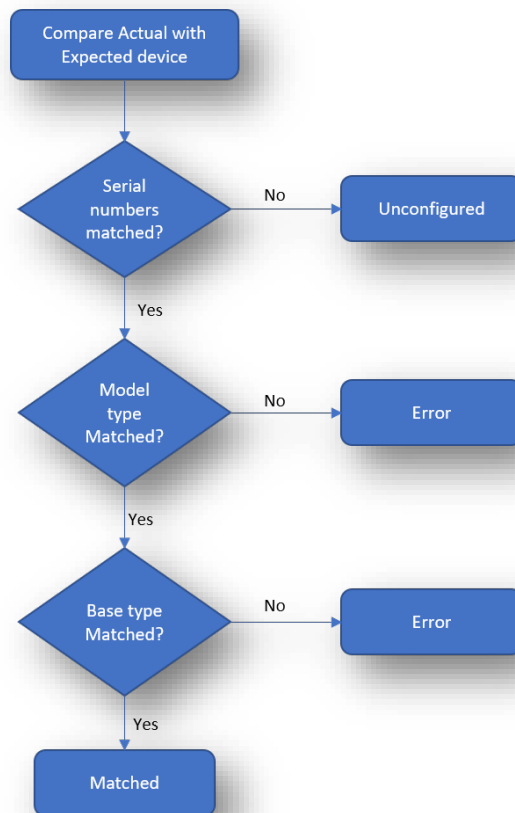 Compare Actual with
Expected device
Serial
numbers
matched?
No
Unconfigured
Yes
Model
type
Matched?
No
Error
Yes
Base type
Matched?
No
Error
Yes
Matched